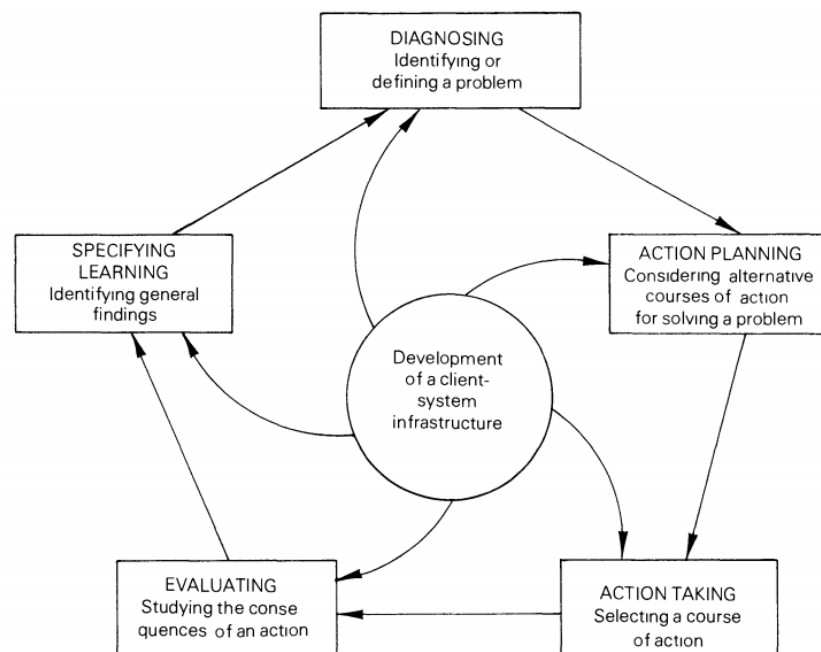 DIAGNOSING
Identifying or
defining a problem
SPECIFYING
LEARNING
Identifying general
findings
ACTION PLANNING
Considering alternative
courses of action
for solving a problem
Development
of a client-
system
infrastructure
EVALUATING
Studying the conse
quences of an action
ACTION TAKING
Selecting a course
of action